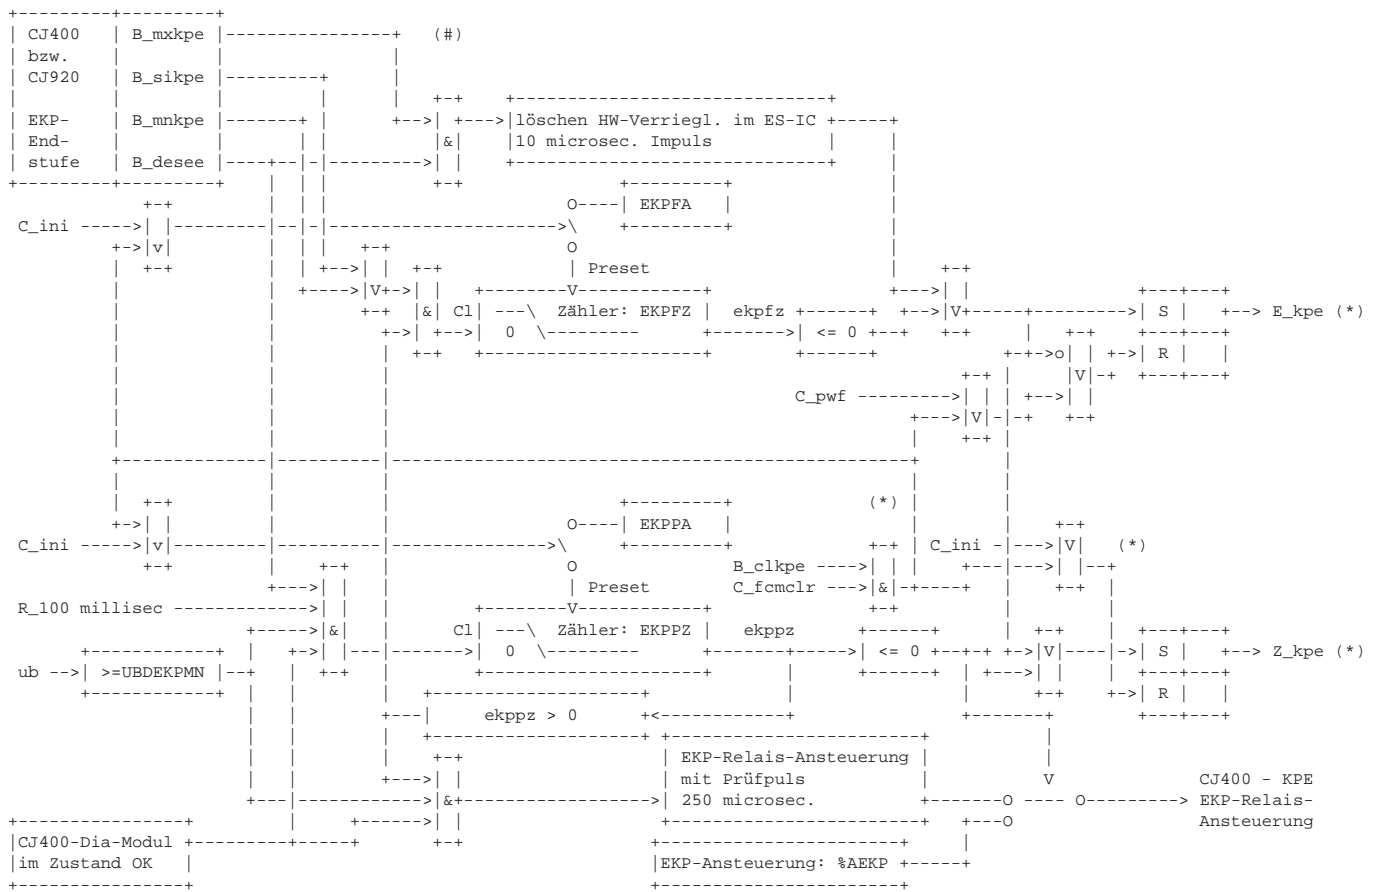 CJ400 B_mxkpe (#)
bzw.
CJ920 B_sikpe
EKP- B_mnkpe löschen HW-Verriegl. im ES-IC
End- & 10 microsec. Impuls
stufe B_desee
O EKPFA
C_ini
v O
Preset
V V
& Cl Zähler: EKPFZ ekpfz V S E_kpe (*)
0 <= 0
o R
V
C_pwf
V
(*)
O EKPPA
C_ini v C_ini V (*)
O B_clkpe
Preset C_fcmclr &
R_100 millisec V
& Cl Zähler: EKPPZ ekppz
0 <= 0 V S Z_kpe (*)
ub >=UBDEKPMN
R
ekppz > 0
EKP-Relais-Ansteuerung
mit Prüfpuls V CJ400 - KPE
& 250 microsec. O O EKP-Relais-
O Ansteuerung
CJ400-Dia-Modul
im Zustand OK EKP-Ansteuerung: %AEKP